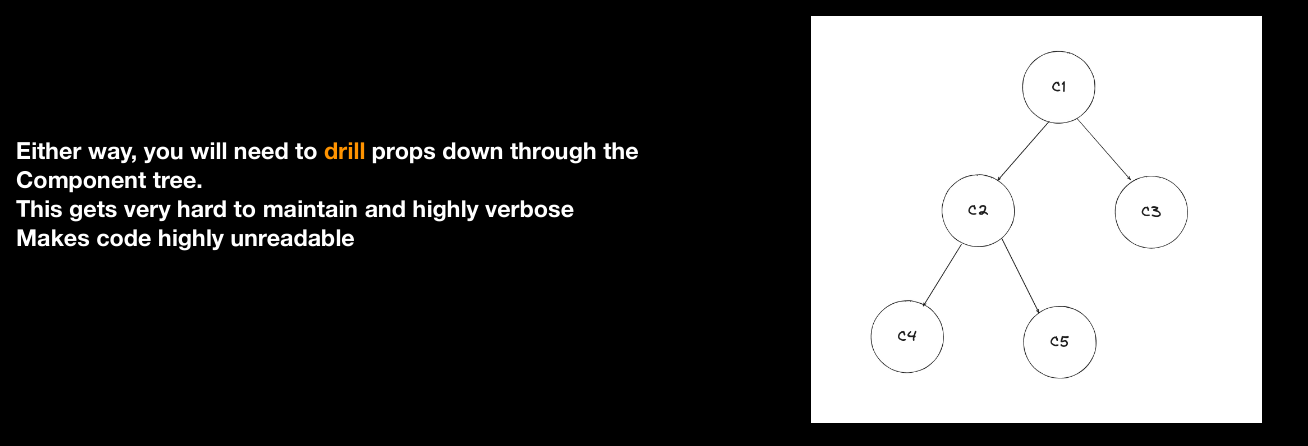 Either way, you will need to drill props down through the
Component tree.
This gets very hard to maintain and highly verbose
Makes code highly unreadable
C1
C2
C3
C4
C5